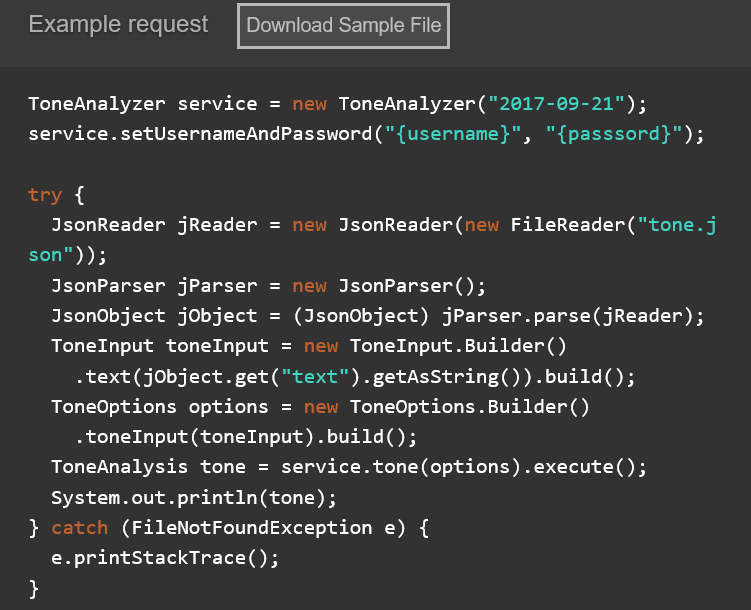 Example request
Download Sample File
ToneAnalyzer service = new ToneAnalyzer("2017-09-21");
service.setUsernameAndPassword("{username}", "{passsord}");
try {
JsonReader jReader = new JsonReader(new FileReader("tone.j
son"));
JsonParser jParser = new JsonParser();
JsonObject jObject = (JsonObject) jParser.parse(jReader);
ToneInput toneInput = new ToneInput.Builder()
.text(jObject.get("text").getAsString()).build();
ToneOptions options = new ToneOptions.Builder()
.toneInput(toneInput).build();
ToneAnalysis tone = service.tone(options).execute();
System.out.println(tone);
} catch (FileNotFoundException e) {
e.printStackTrace();
}